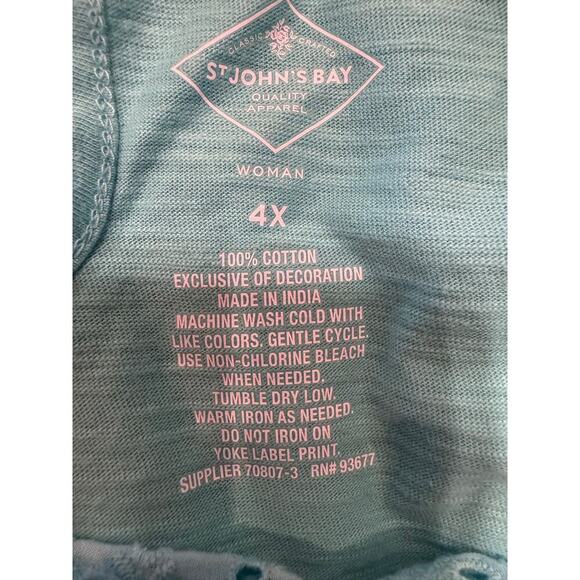 CLASSIC CRAFTED
ST JOHN'S BAY
QUALITY
APPAREL
WOMAN
4X
100% COTTON
EXCLUSIVE OF DECORATION
MADE IN INDIA
MACHINE WASH COLD WITH
LIKE COLORS. GENTLE CYCLE.
USE NON-CHLORINE BLEACH
WHEN NEEDED.
TUMBLE DRY LOW.
WARM IRON AS NEEDED.
DO NOT IRON ON
YOKE LABEL PRINT.
SUPPLIER 70807-3 RN# 93677